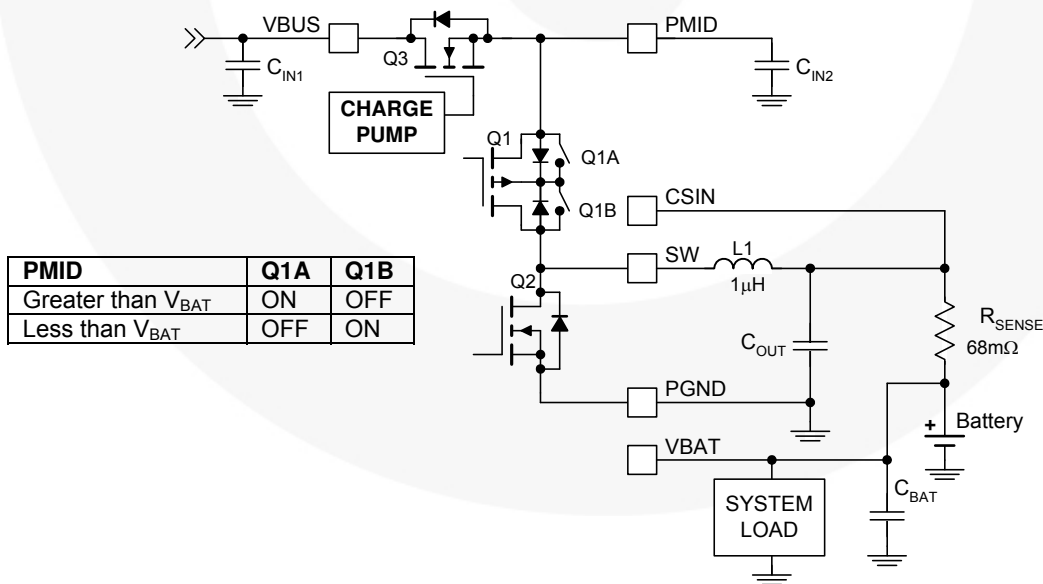 VBUS
PMID
Q3
C_IN1
C_IN2
CHARGE
PUMP
Q1
Q1A
Q1B
CSIN
SW
L1
1μH
Q2
R_SENSE
68mΩ
C_OUT
PGND
+ Battery
VBAT
C_BAT
SYSTEM
LOAD
PMID Q1A Q1B
Greater than V_BAT ON OFF
Less than V_BAT OFF ON